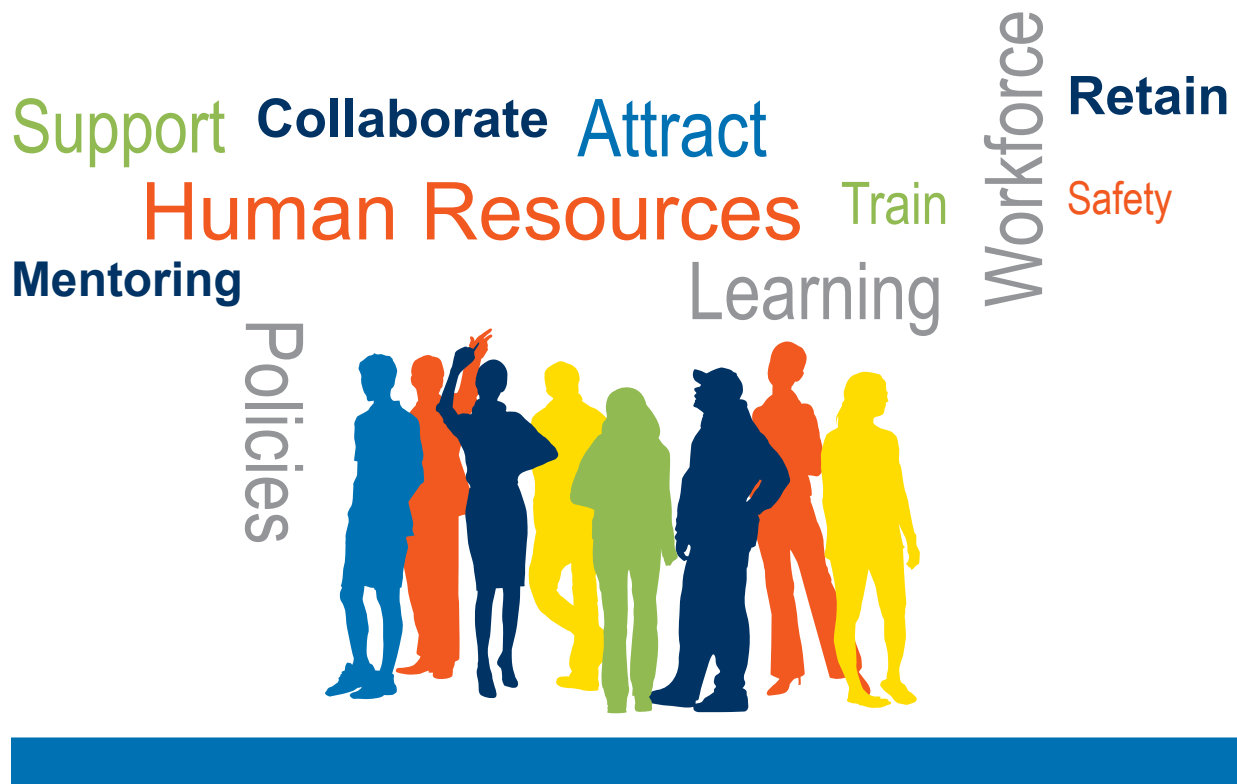 Workforce
Retain
Support
Collaborate
Attract
Human Resources
Train
Safety
Mentoring
Learning
Policies